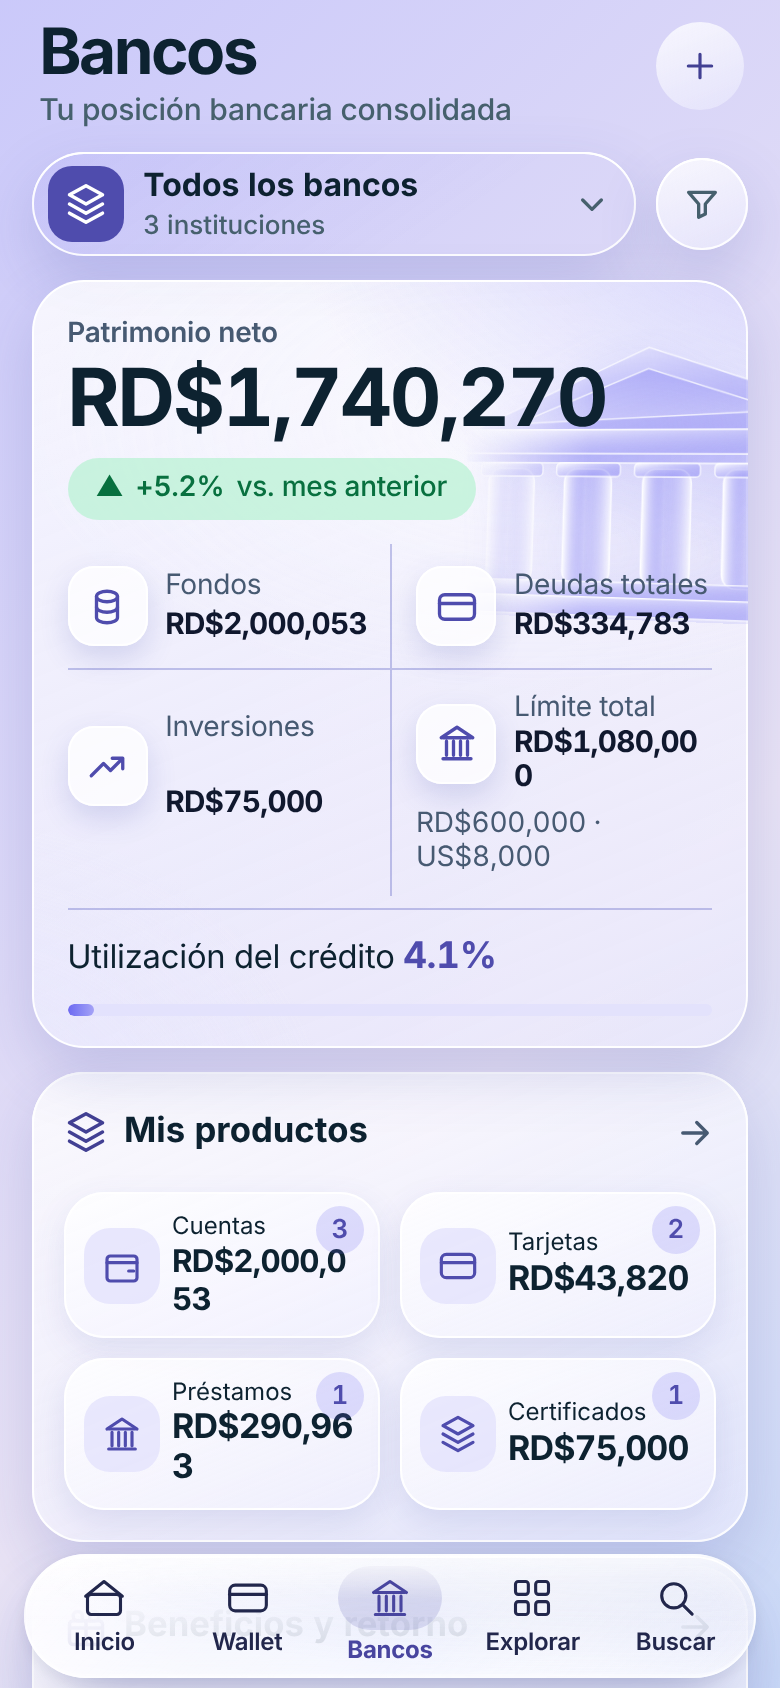 Bancos
Tu posición bancaria consolidada
Todos los bancos
3 instituciones
Patrimonio neto
RD$1,740,270
▲ +5.2% vs. mes anterior
Fondos
RD$2,000,053
Deudas totales
RD$334,783
Inversiones
RD$75,000
Límite total
RD$1,080,00
0
RD$600,000 ·
US$8,000
Utilización del crédito 4.1%
Mis productos
Cuentas
3
RD$2,000,0
53
Tarjetas
2
RD$43,820
Préstamos
1
RD$290,96
3
Certificados
1
RD$75,000
Beneficios y retorno
Inicio
Wallet
Bancos
Explorar
Buscar